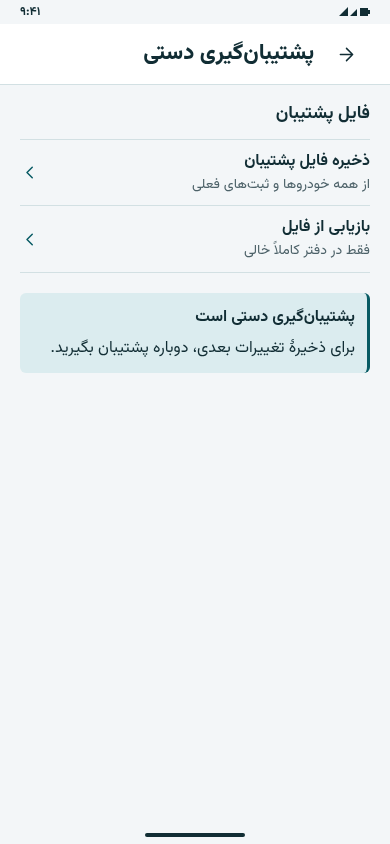 ۹:۴۱
پشتیبان‌گیری دستی
فایل پشتیبان
ذخیره فایل پشتیبان
از همه خودروها و ثبت‌های فعلی
بازیابی از فایل
فقط در دفتر کاملاً خالی
پشتیبان‌گیری دستی است
برای ذخیرهٔ تغییرات بعدی، دوباره پشتیبان بگیرید.